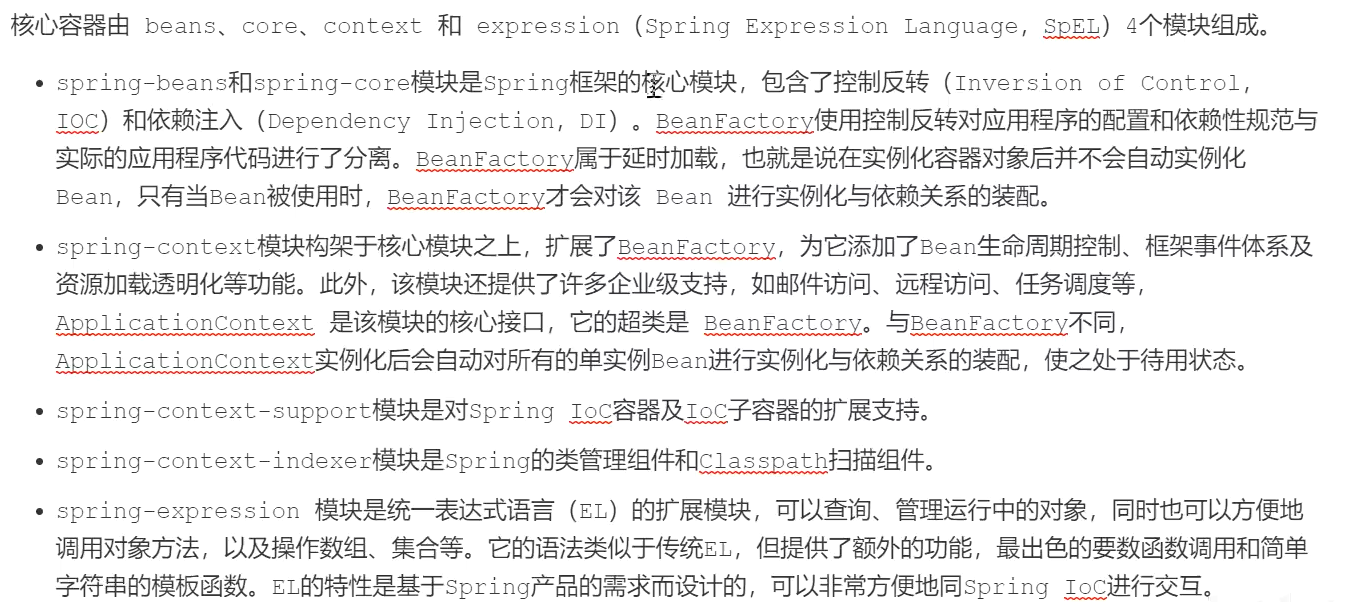 核心容器由 beans、core、context 和 expression（Spring Expression Language，SpEL）4个模块组成。
• spring-beans和spring-core模块是Spring框架的核心模块，包含了控制反转（Inversion of Control，
IOC）和依赖注入（Dependency Injection，DI）。BeanFactory使用控制反转对应用程序的配置和依赖性规范与
实际的应用程序代码进行了分离。BeanFactory属于延时加载，也就是说在实例化容器对象后并不会自动实例化
Bean，只有当Bean被使用时，BeanFactory才会对该 Bean 进行实例化与依赖关系的装配。
• spring-context模块构架于核心模块之上，扩展了BeanFactory，为它添加了Bean生命周期控制、框架事件体系及
资源加载透明化等功能。此外，该模块还提供了许多企业级支持，如邮件访问、远程访问、任务调度等，
ApplicationContext 是该模块的核心接口，它的超类是 BeanFactory。与BeanFactory不同，
ApplicationContext实例化后会自动对所有的单实例Bean进行实例化与依赖关系的装配，使之处于待用状态。
• spring-context-support模块是对Spring IoC容器及IoC子容器的扩展支持。
• spring-context-indexer模块是Spring的类管理组件和Classpath扫描组件。
• spring-expression 模块是统一表达式语言（EL）的扩展模块，可以查询、管理运行中的对象，同时也可以方便地
调用对象方法，以及操作数组、集合等。它的语法类似于传统EL，但提供了额外的功能，最出色的要数函数调用和简单
字符串的模板函数。EL的特性是基于Spring产品的需求而设计的，可以非常方便地同Spring IoC进行交互。